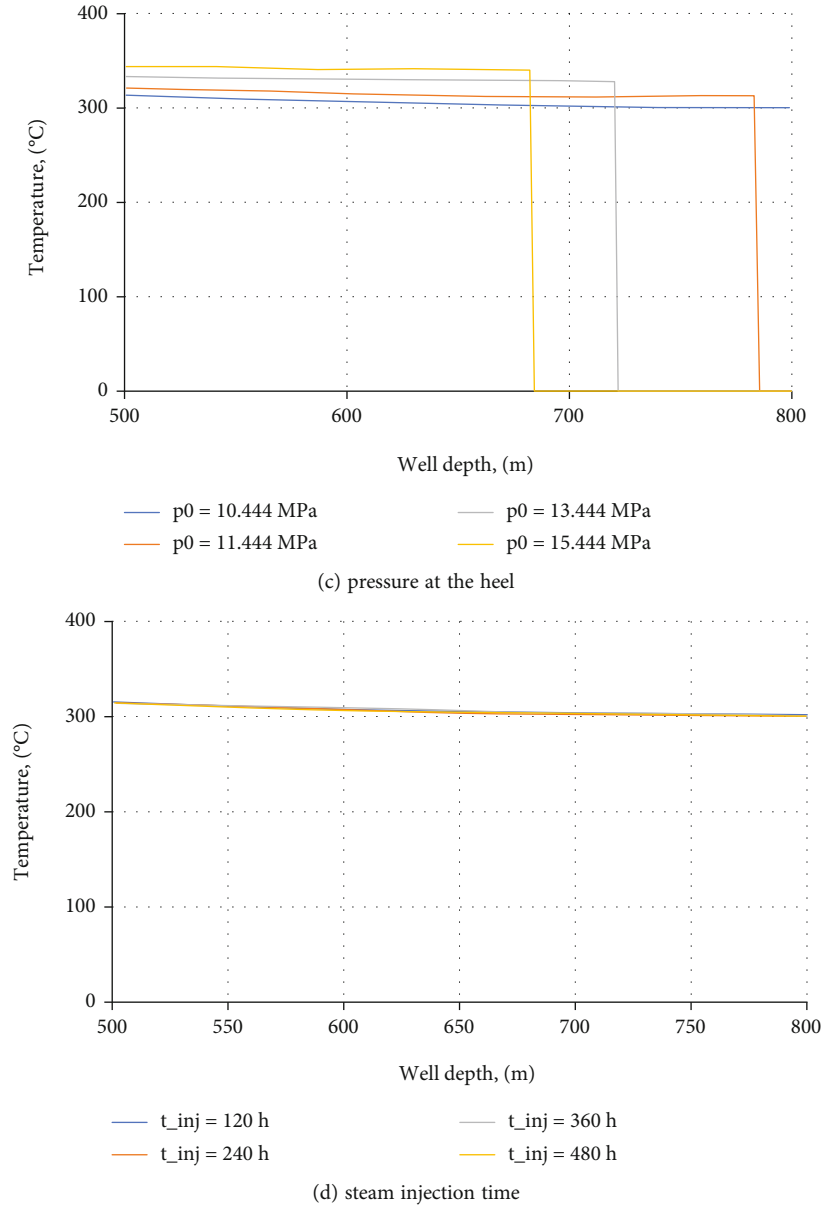 400
300
200
100
0
Temperature, (°C)
500 600 700 800
Well depth, (m)
p0 = 10.444 MPa p0 = 13.444 MPa
p0 = 11.444 MPa p0 = 15.444 MPa
(c) pressure at the heel
400
300
200
100
0
Temperature, (°C)
500 550 600 650 700 750 800
Well depth, (m)
t_inj = 120 h t_inj = 360 h
t_inj = 240 h t_inj = 480 h
(d) steam injection time